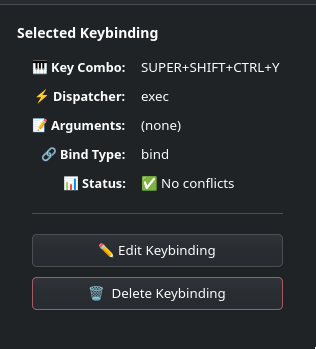 Selected Keybinding
🎹 Key Combo: SUPER+SHIFT+CTRL+Y
⚡ Dispatcher: exec
📝 Arguments: (none)
🔗 Bind Type: bind
📊 Status: ✅ No conflicts
✏️ Edit Keybinding
🗑️ Delete Keybinding